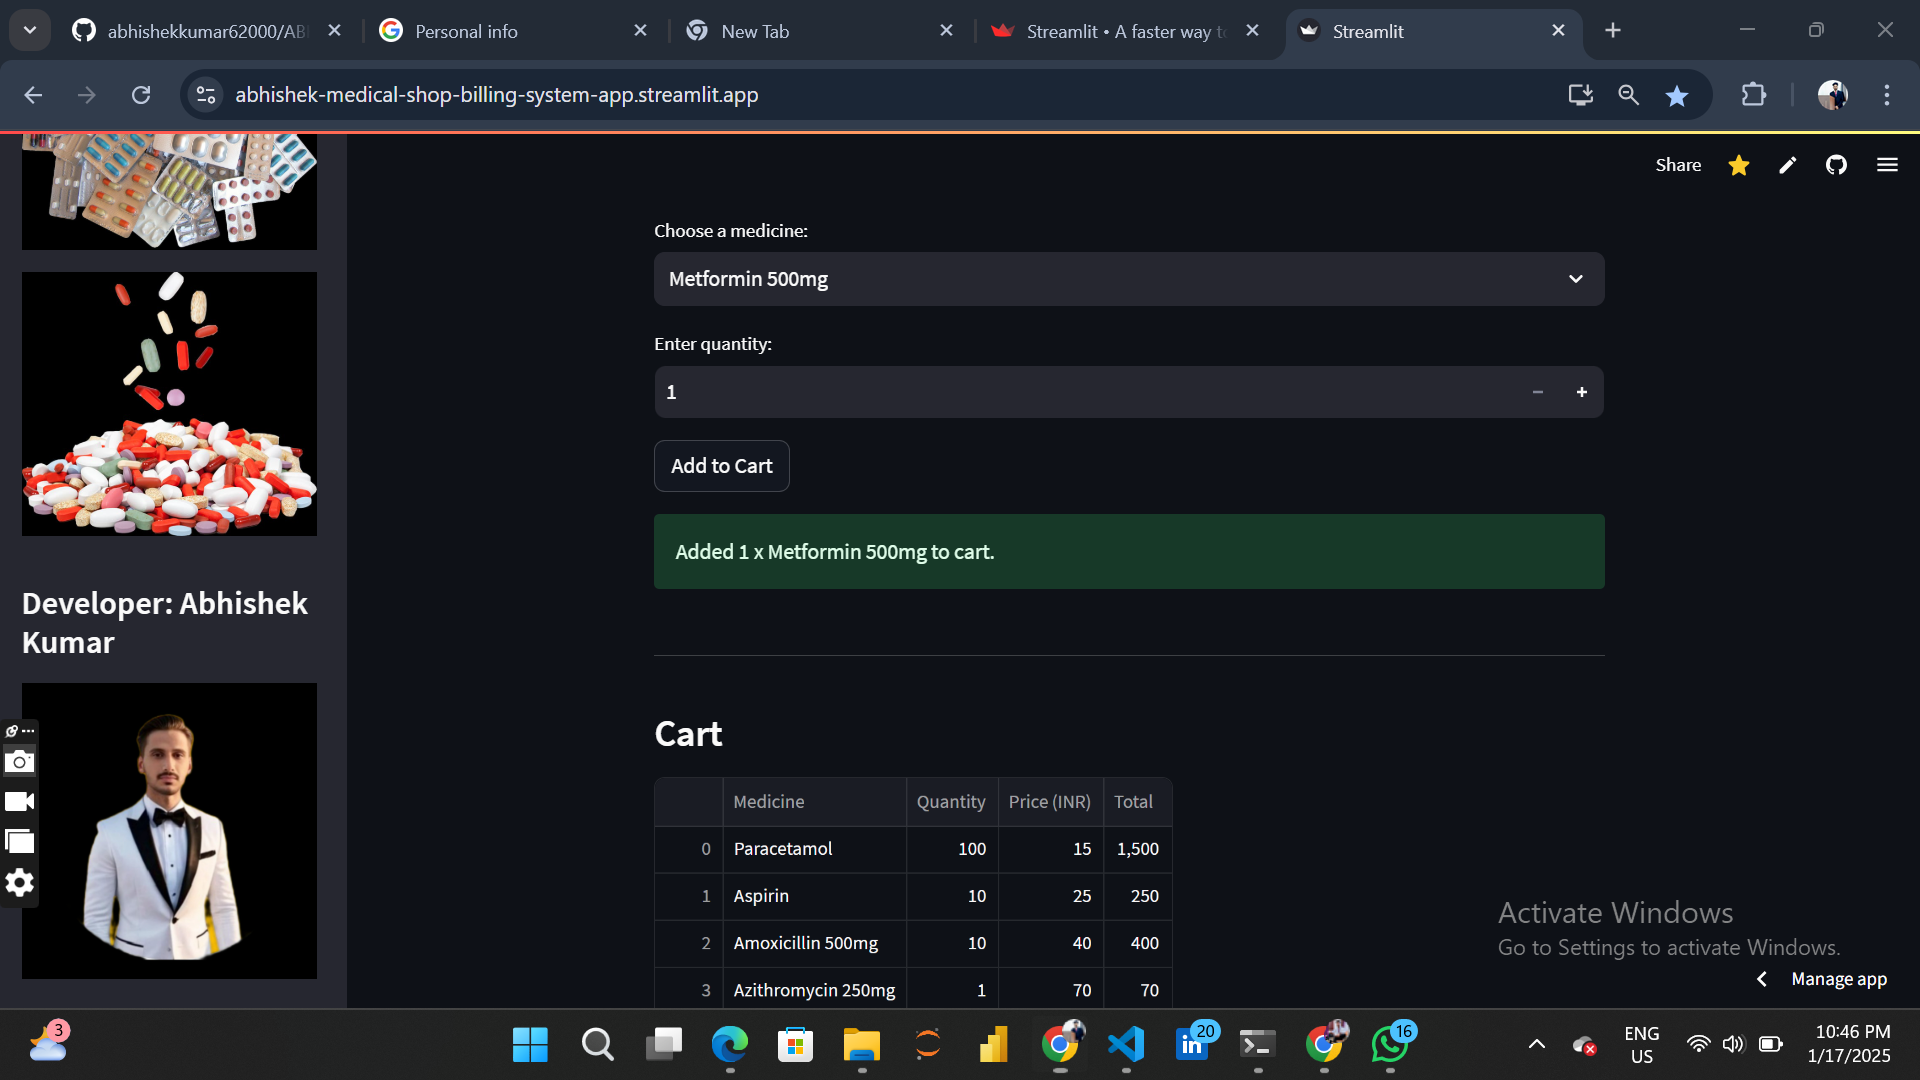 abhishekkumar62000/AB
Personal info
New Tab
Streamlit • A faster way to
Streamlit
abhishek-medical-shop-billing-system-app.streamlit.app
Share
Choose a medicine:
Metformin 500mg
Enter quantity:
1
Add to Cart
Added 1 x Metformin 500mg to cart.
Developer: Abhishek
Kumar
Cart
Medicine Quantity Price (INR) Total
0 Paracetamol 100 15 1,500
1 Aspirin 10 25 250
2 Amoxicillin 500mg 10 40 400
3 Azithromycin 250mg 1 70 70
Activate Windows
Go to Settings to activate Windows.
Manage app
3
20
16
ENG
US
10:46 PM
1/17/2025